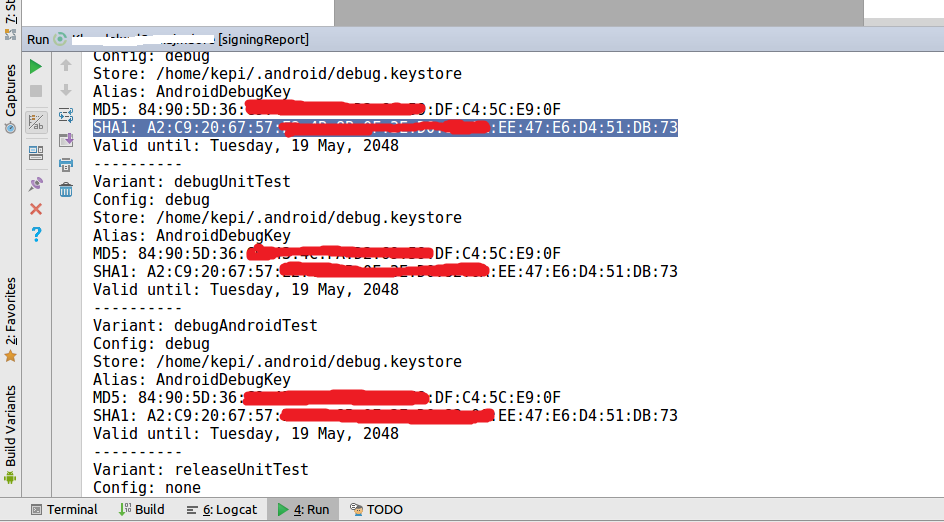 7: St
Captures
2: Favorites
Build Variants
Run [signingReport]
Config: debug
Store: /home/kepi/.android/debug.keystore
Alias: AndroidDebugKey
MD5: 84:90:5D:36: :DF:C4:5C:E9:0F
SHA1: A2:C9:20:67:57: :EE:47:E6:D4:51:DB:73
Valid until: Tuesday, 19 May, 2048
----------
Variant: debugUnitTest
Config: debug
Store: /home/kepi/.android/debug.keystore
Alias: AndroidDebugKey
MD5: 84:90:5D:36: :DF:C4:5C:E9:0F
SHA1: A2:C9:20:67:57: :EE:47:E6:D4:51:DB:73
Valid until: Tuesday, 19 May, 2048
----------
Variant: debugAndroidTest
Config: debug
Store: /home/kepi/.android/debug.keystore
Alias: AndroidDebugKey
MD5: 84:90:5D:36: :DF:C4:5C:E9:0F
SHA1: A2:C9:20:67:57: :EE:47:E6:D4:51:DB:73
Valid until: Tuesday, 19 May, 2048
----------
Variant: releaseUnitTest
Config: none
Terminal Build 6: Logcat 4: Run TODO